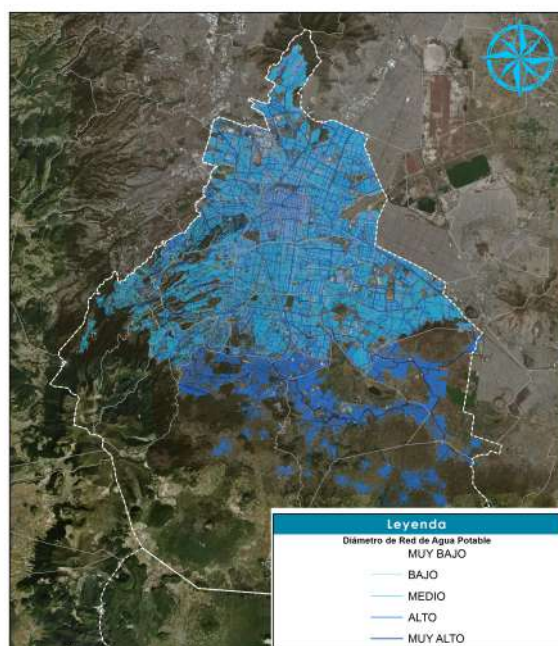 Leyenda
Diámetro de Red de Agua Potable
MUY BAJO
BAJO
MEDIO
ALTO
MUY ALTO